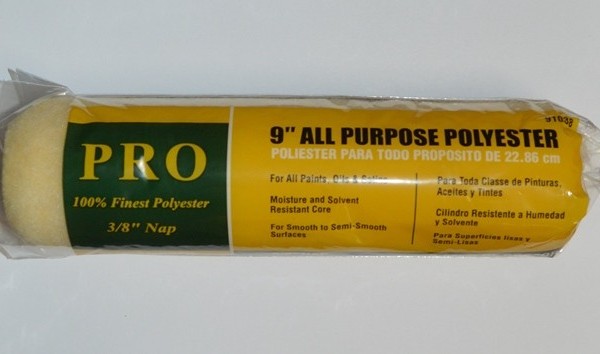 PRO
100% Finest Polyester
3/8" Nap
91038
9" ALL PURPOSE POLYESTER
POLIESTER PARA TODO PROPOSITO DE 22.86 cm
For All Paints, Oils &
Moisture and Solvent
Resistant Core
For Smooth to Semi-Smooth
Surfaces
Para Toda Classe de Pinturas,
Aceites y Tintes
Cilindro Resistente a Humedad
y Solvente
Para Superficies lisas y
Semi-Lisas